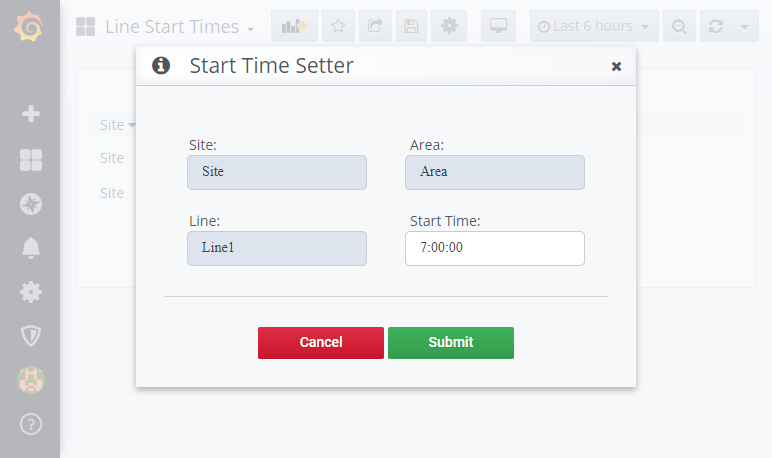 Line Start Times
Last 6 hours
Start Time Setter
Site
Site
Site
Site:
Area:
Site
Area
Line:
Start Time:
Line1
7:00:00
Cancel
Submit